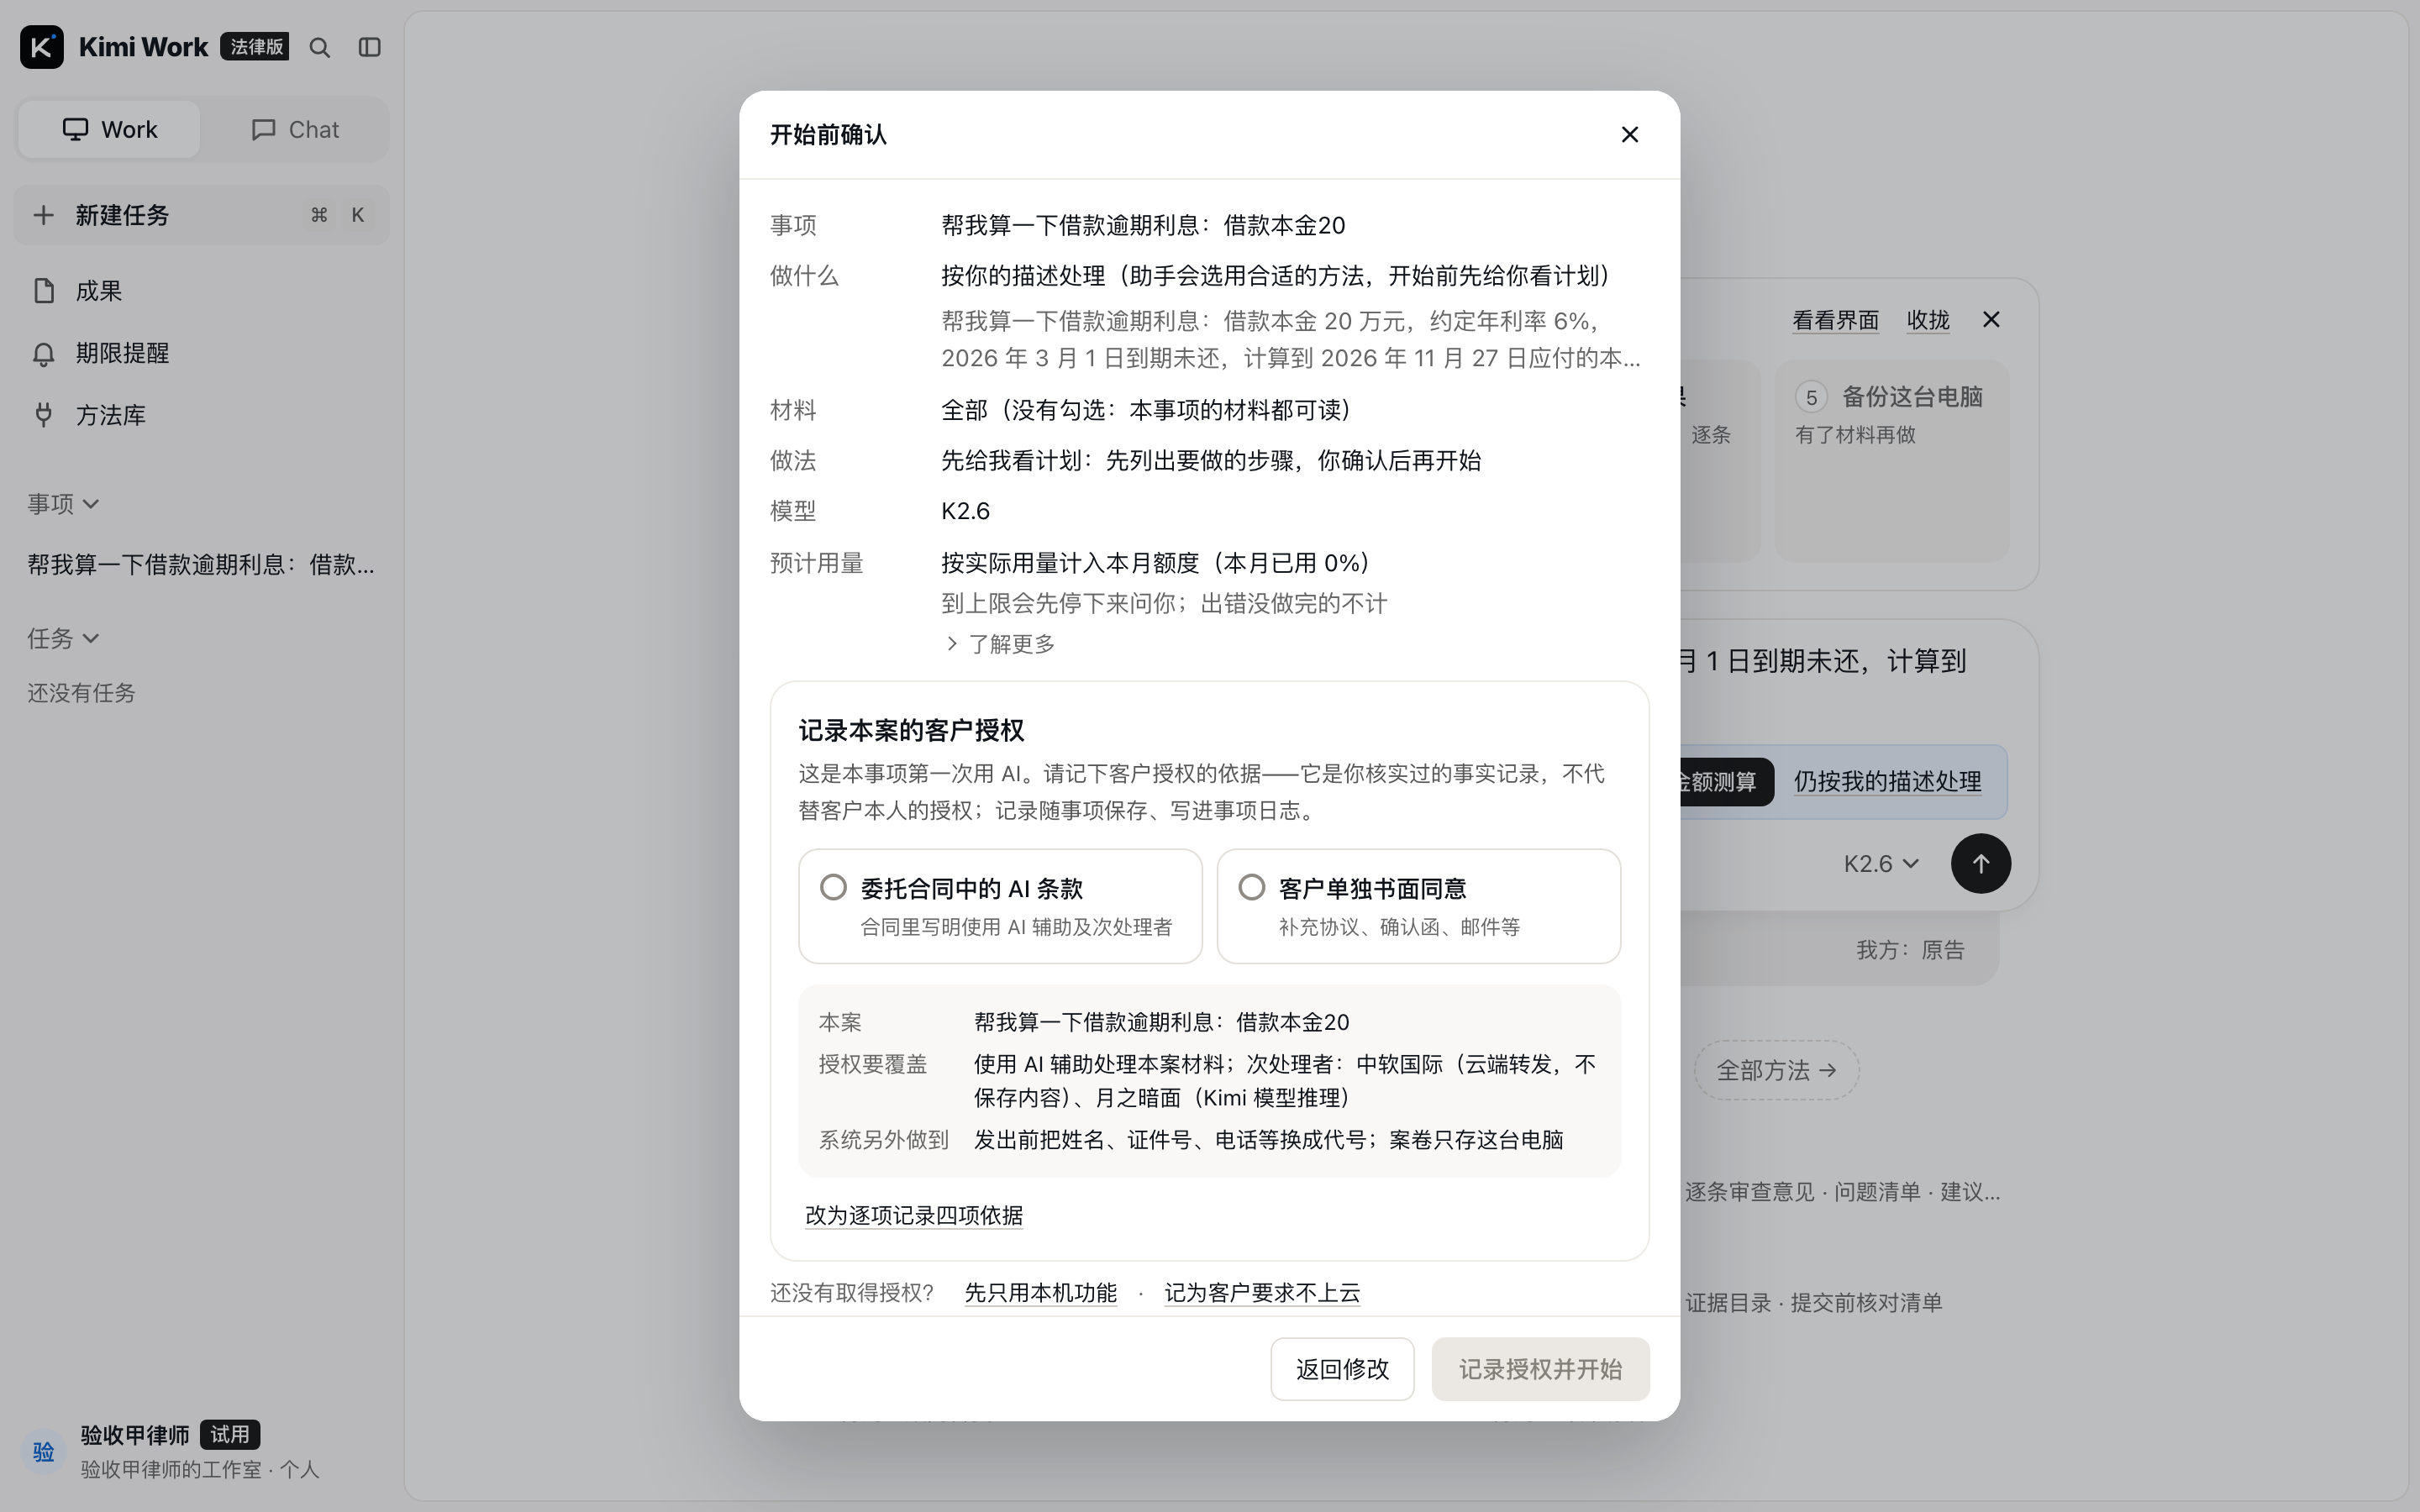 Kimi Work 法律版
Work
Chat
新建任务 ⌘ K
成果
期限提醒
方法库
事项
帮我算一下借款逾期利息：借款...
任务
还没有任务
验 验收甲律师 试用
验收甲律师的工作室 · 个人
开始前确认
事项 帮我算一下借款逾期利息：借款本金20
做什么 按你的描述处理（助手会选用合适的方法，开始前先给你看计划）
帮我算一下借款逾期利息：借款本金 20 万元，约定年利率 6%，
2026 年 3 月 1 日到期未还，计算到 2026 年 11 月 27 日应付的本...
材料 全部（没有勾选：本事项的材料都可读）
做法 先给我看计划：先列出要做的步骤，你确认后再开始
模型 K2.6
预计用量 按实际用量计入本月额度（本月已用 0%）
到上限会先停下来问你；出错没做完的不计
了解更多
记录本案的客户授权
这是本事项第一次用 AI。请记下客户授权的依据——它是你核实过的事实记录，不代
替客户本人的授权；记录随事项保存、写进事项日志。
委托合同中的 AI 条款
合同里写明使用 AI 辅助及次处理者
客户单独书面同意
补充协议、确认函、邮件等
本案 帮我算一下借款逾期利息：借款本金20
授权要覆盖 使用 AI 辅助处理本案材料；次处理者：中软国际（云端转发，不
保存内容）、月之暗面（Kimi 模型推理）
系统另外做到 发出前把姓名、证件号、电话等换成代号；案卷只存这台电脑
改为逐项记录四项依据
还没有取得授权？ 先只用本机功能 · 记为客户要求不上云
返回修改
记录授权并开始
看看界面 收拢
5 备份这台电脑
逐条
有了材料再做
月 1 日到期未还，计算到
金额测算 仍按我的描述处理
K2.6
我方：原告
全部方法 →
逐条审查意见 · 问题清单 · 建议...
证据目录 · 提交前核对清单